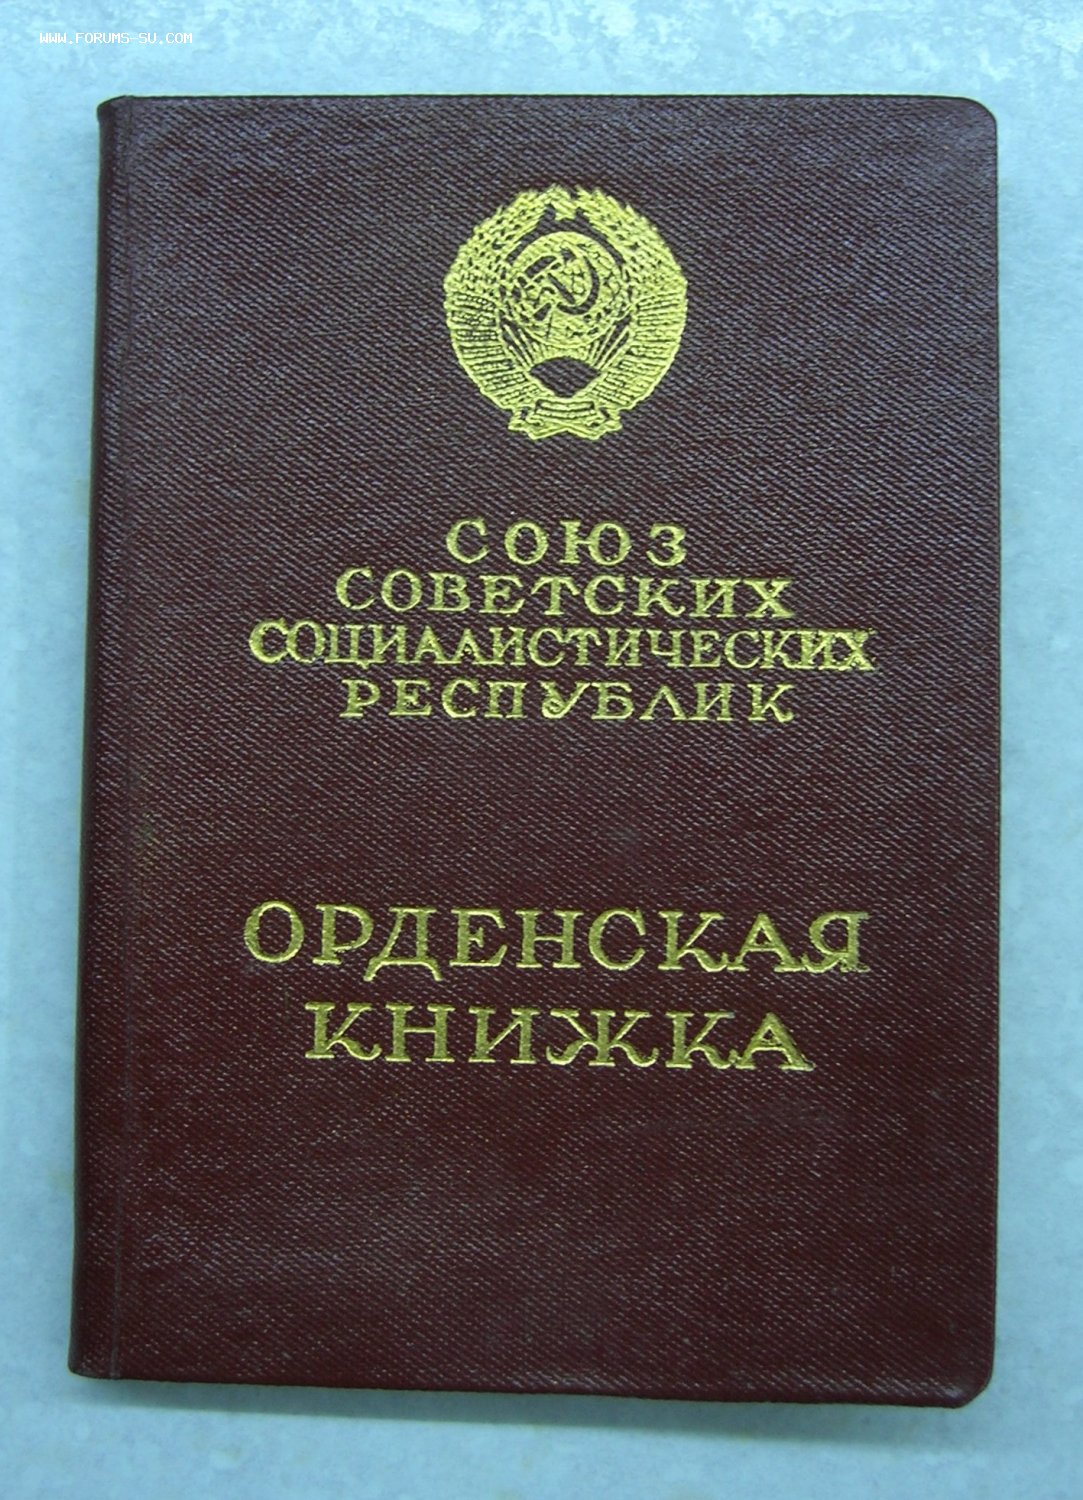 WWW.FORUMS-SU.COM
СОЮЗ
СОВЕТСКИХ
СОЦИАЛИСТИЧЕСКИХ
РЕСПУБЛИК
ОРДЕНСКАЯ
КНИЖКА